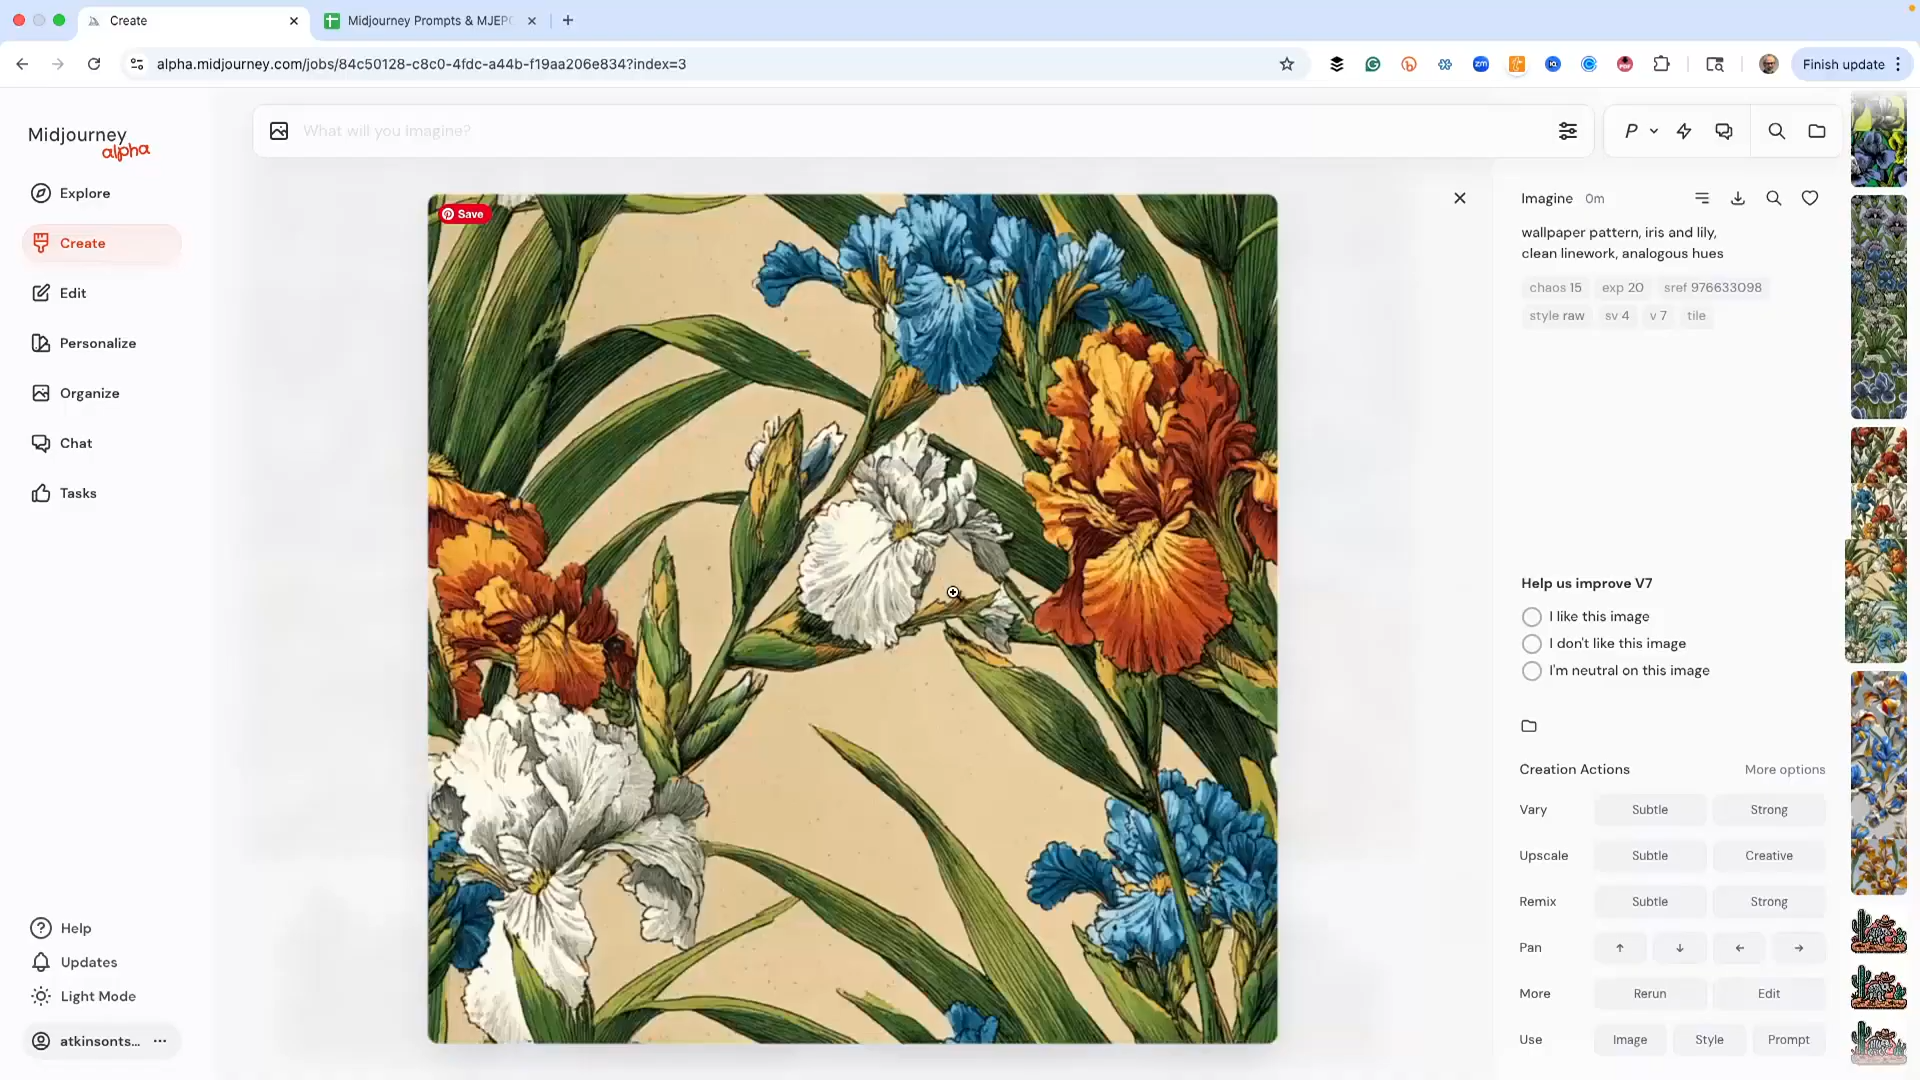 Create
Midjourney Prompts & MJEP
alpha.midjourney.com/jobs/84c50128-c8c0-4fdc-a44b-f19aa206e834?index=3
zm
PDF
Finish update
Midjourney
alpha
What will you imagine?
P
Explore
Create
Edit
Personalize
Organize
Chat
Tasks
Help
Updates
Light Mode
atkinsonts...
Save
Imagine 0m
wallpaper pattern, iris and lily,
clean linework, analogous hues
chaos 15 exp 20 sref 976633098
style raw sv 4 v 7 tile
Help us improve V7
I like this image
I don't like this image
I'm neutral on this image
Creation Actions More options
Vary Subtle Strong
Upscale Subtle Creative
Remix Subtle Strong
Pan ↑ ↓ ← →
More Rerun Edit
Use Image Style Prompt